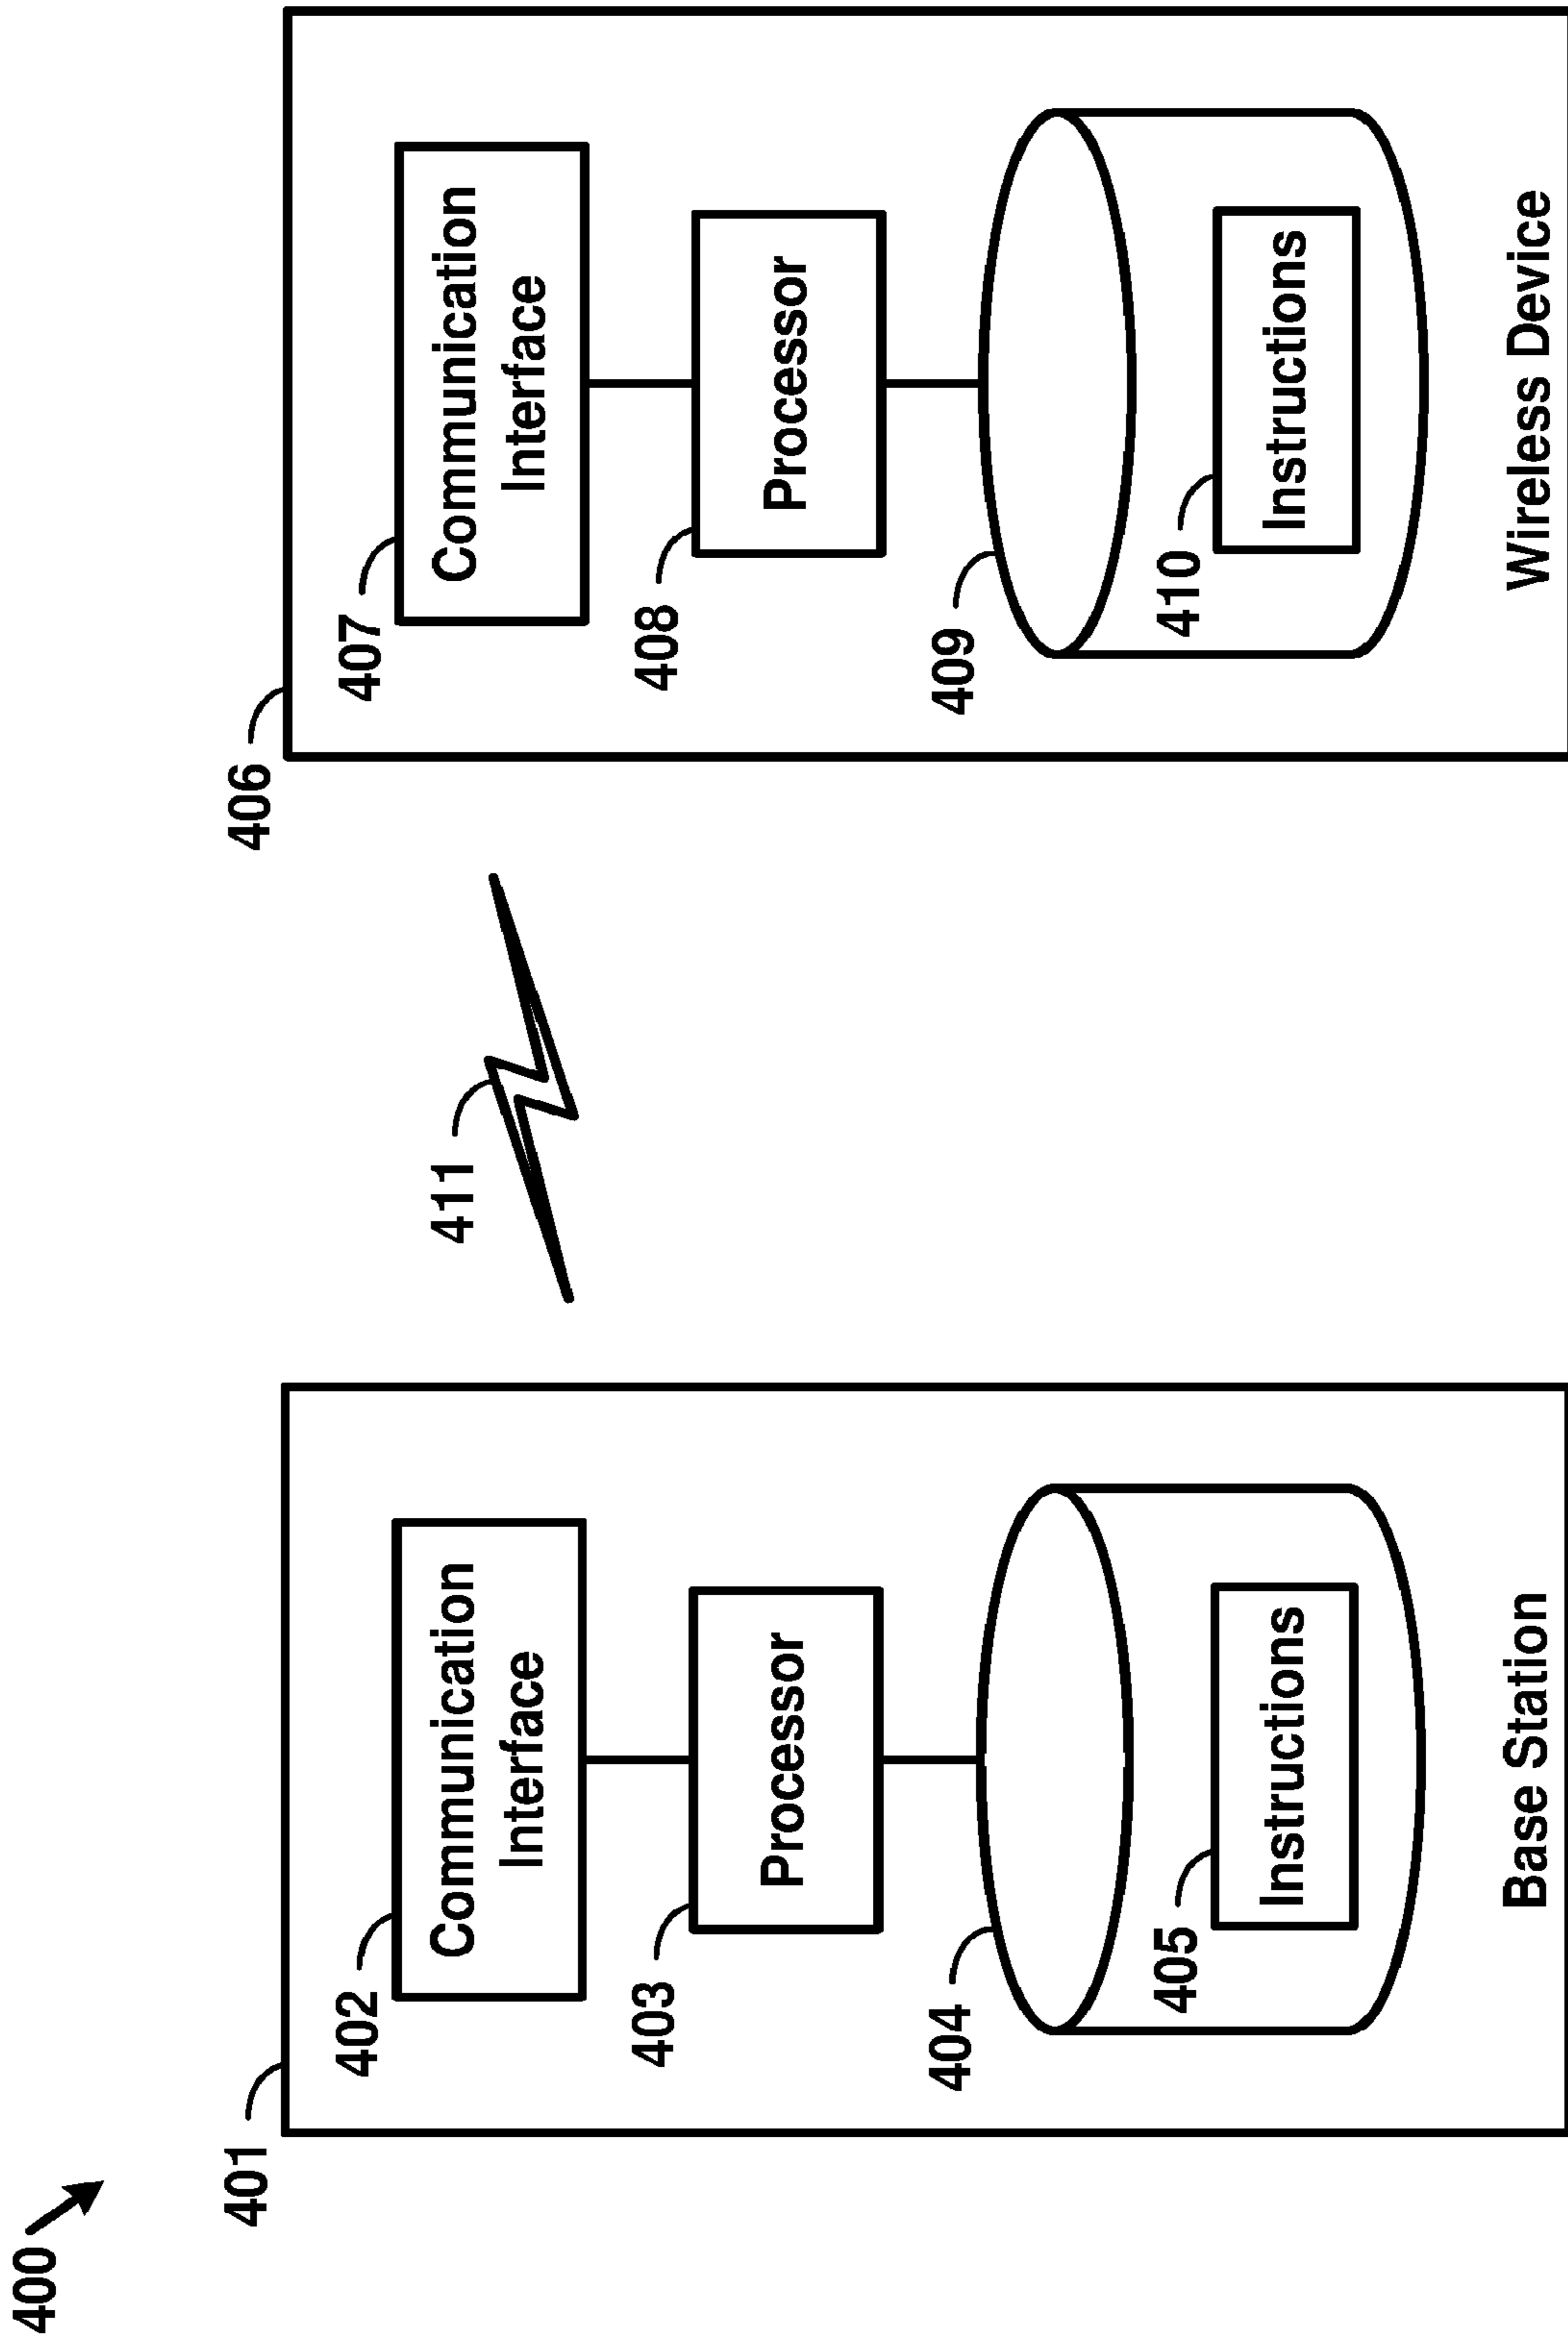 400
401
402
Communication
Interface
403
Processor
404
405
Instructions
Base Station
411
406
407
Communication
Interface
408
Processor
409
410
Instructions
Wireless Device